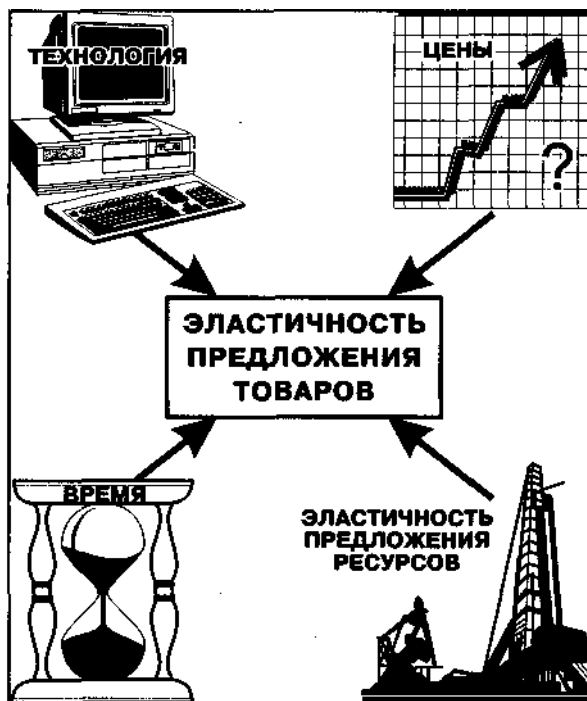 ТЕХНОЛОГИЯ
ЦЕНЫ
?
ЭЛАСТИЧНОСТЬ
ПРЕДЛОЖЕНИЯ
ТОВАРОВ
ВРЕМЯ
ЭЛАСТИЧНОСТЬ
ПРЕДЛОЖЕНИЯ
РЕСУРСОВ